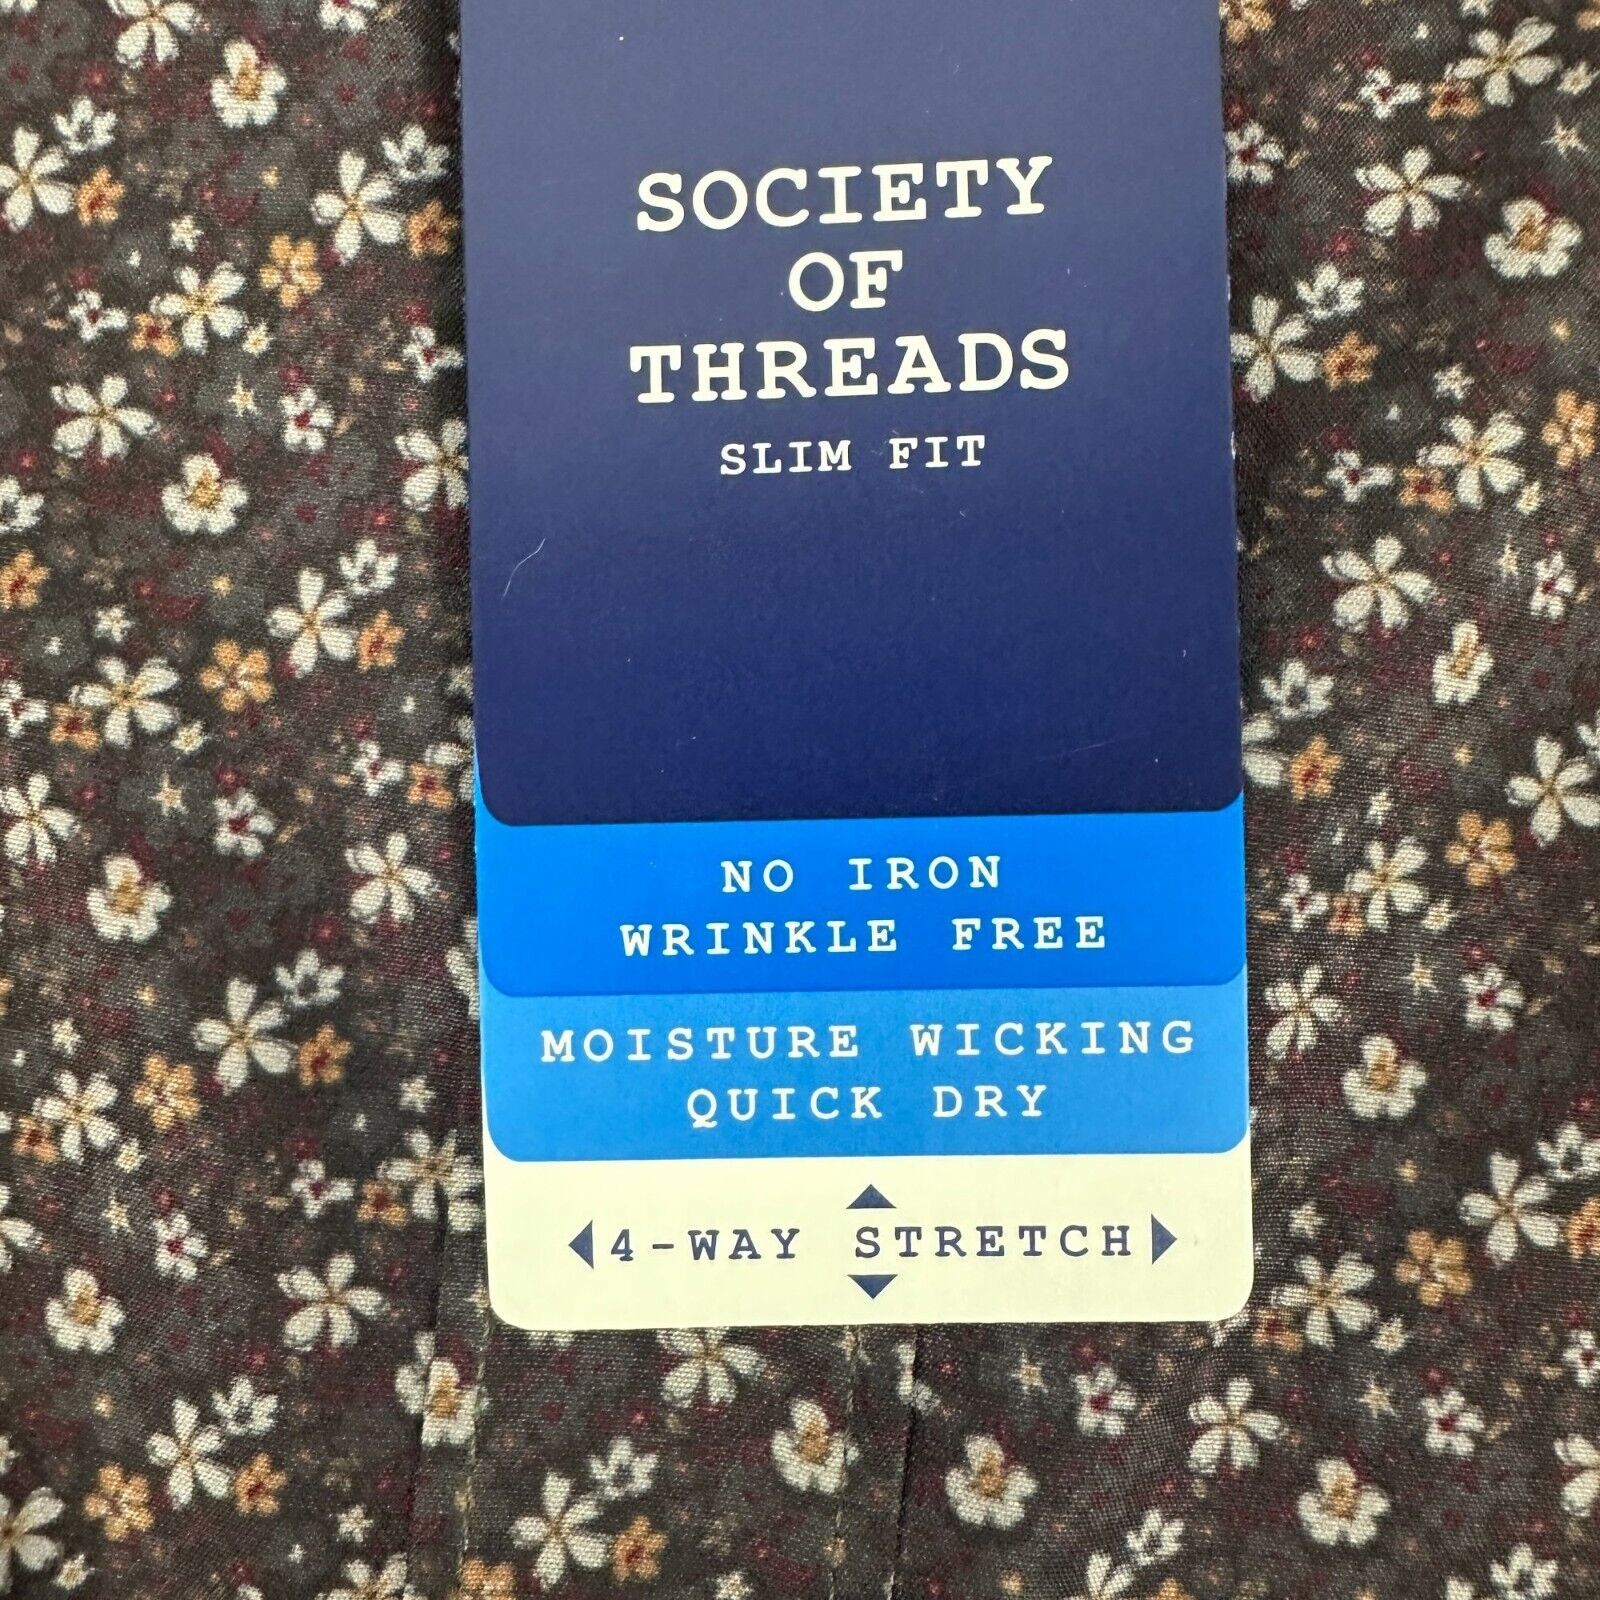 SOCIETY
OF
THREADS
SLIM FIT
NO IRON
WRINKLE FREE
MOISTURE WICKING
QUICK DRY
4-WAY STRETCH